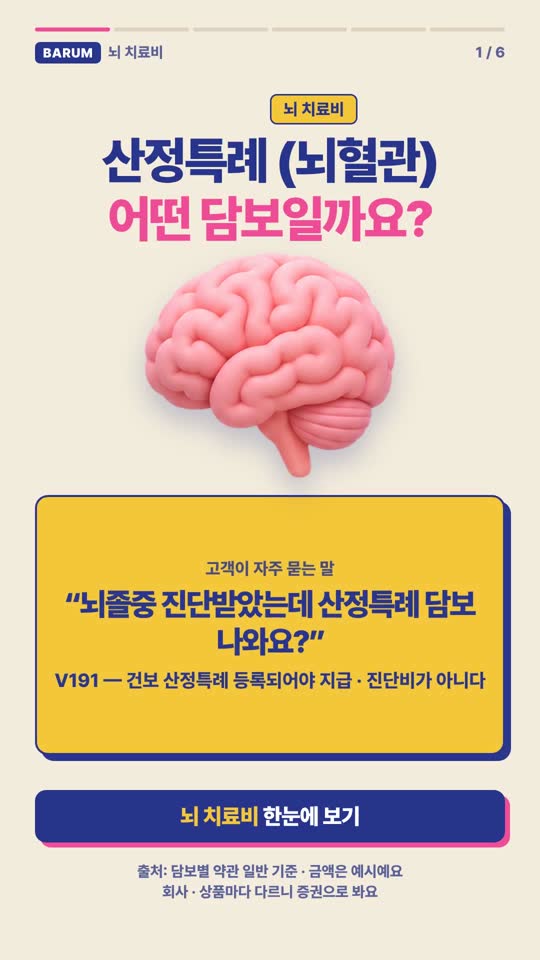 BARUM 뇌 치료비 1 / 6
뇌 치료비
산정특례 (뇌혈관)
어떤 담보일까요?
고객이 자주 묻는 말
“뇌졸중 진단받았는데 산정특례 담보
나와요?”
V191 — 건보 산정특례 등록되어야 지급 · 진단비가 아니다
뇌 치료비 한눈에 보기
출처: 담보별 약관 일반 기준 · 금액은 예시예요
회사 · 상품마다 다르니 증권으로 봐요